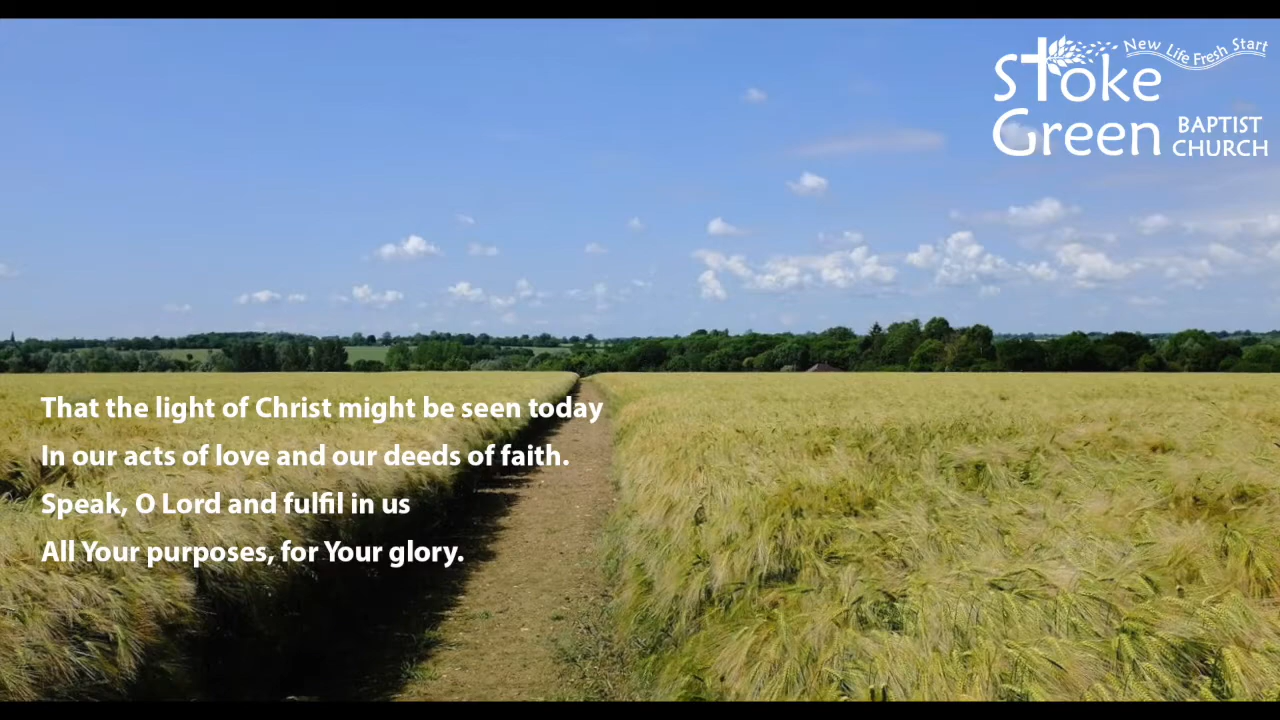 New Life Fresh Start
Stoke
Green
BAPTIST
CHURCH
That the light of Christ might be seen today
In our acts of love and our deeds of faith.
Speak, O Lord and fulfil in us
All Your purposes, for Your glory.